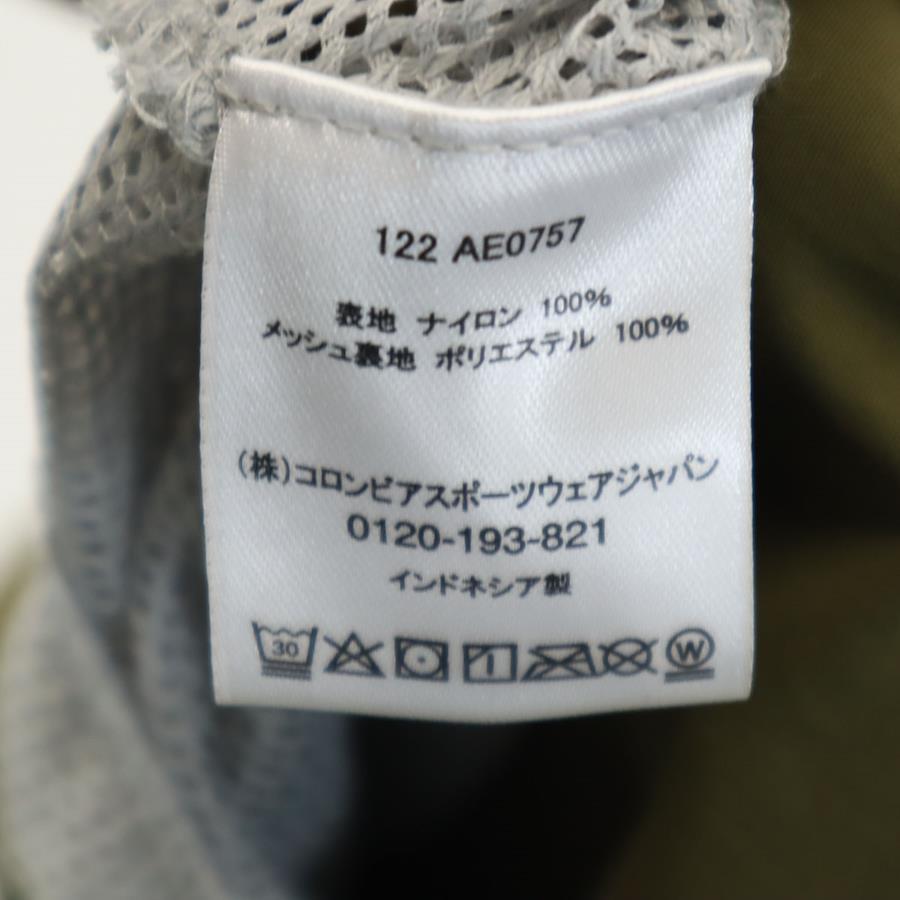 122 AE0757
表地 ナイロン 100%
メッシュ裏地 ポリエステル 100%
(株)コロンビアスポーツウェアジャパン
0120-193-821
インドネシア製
30 W